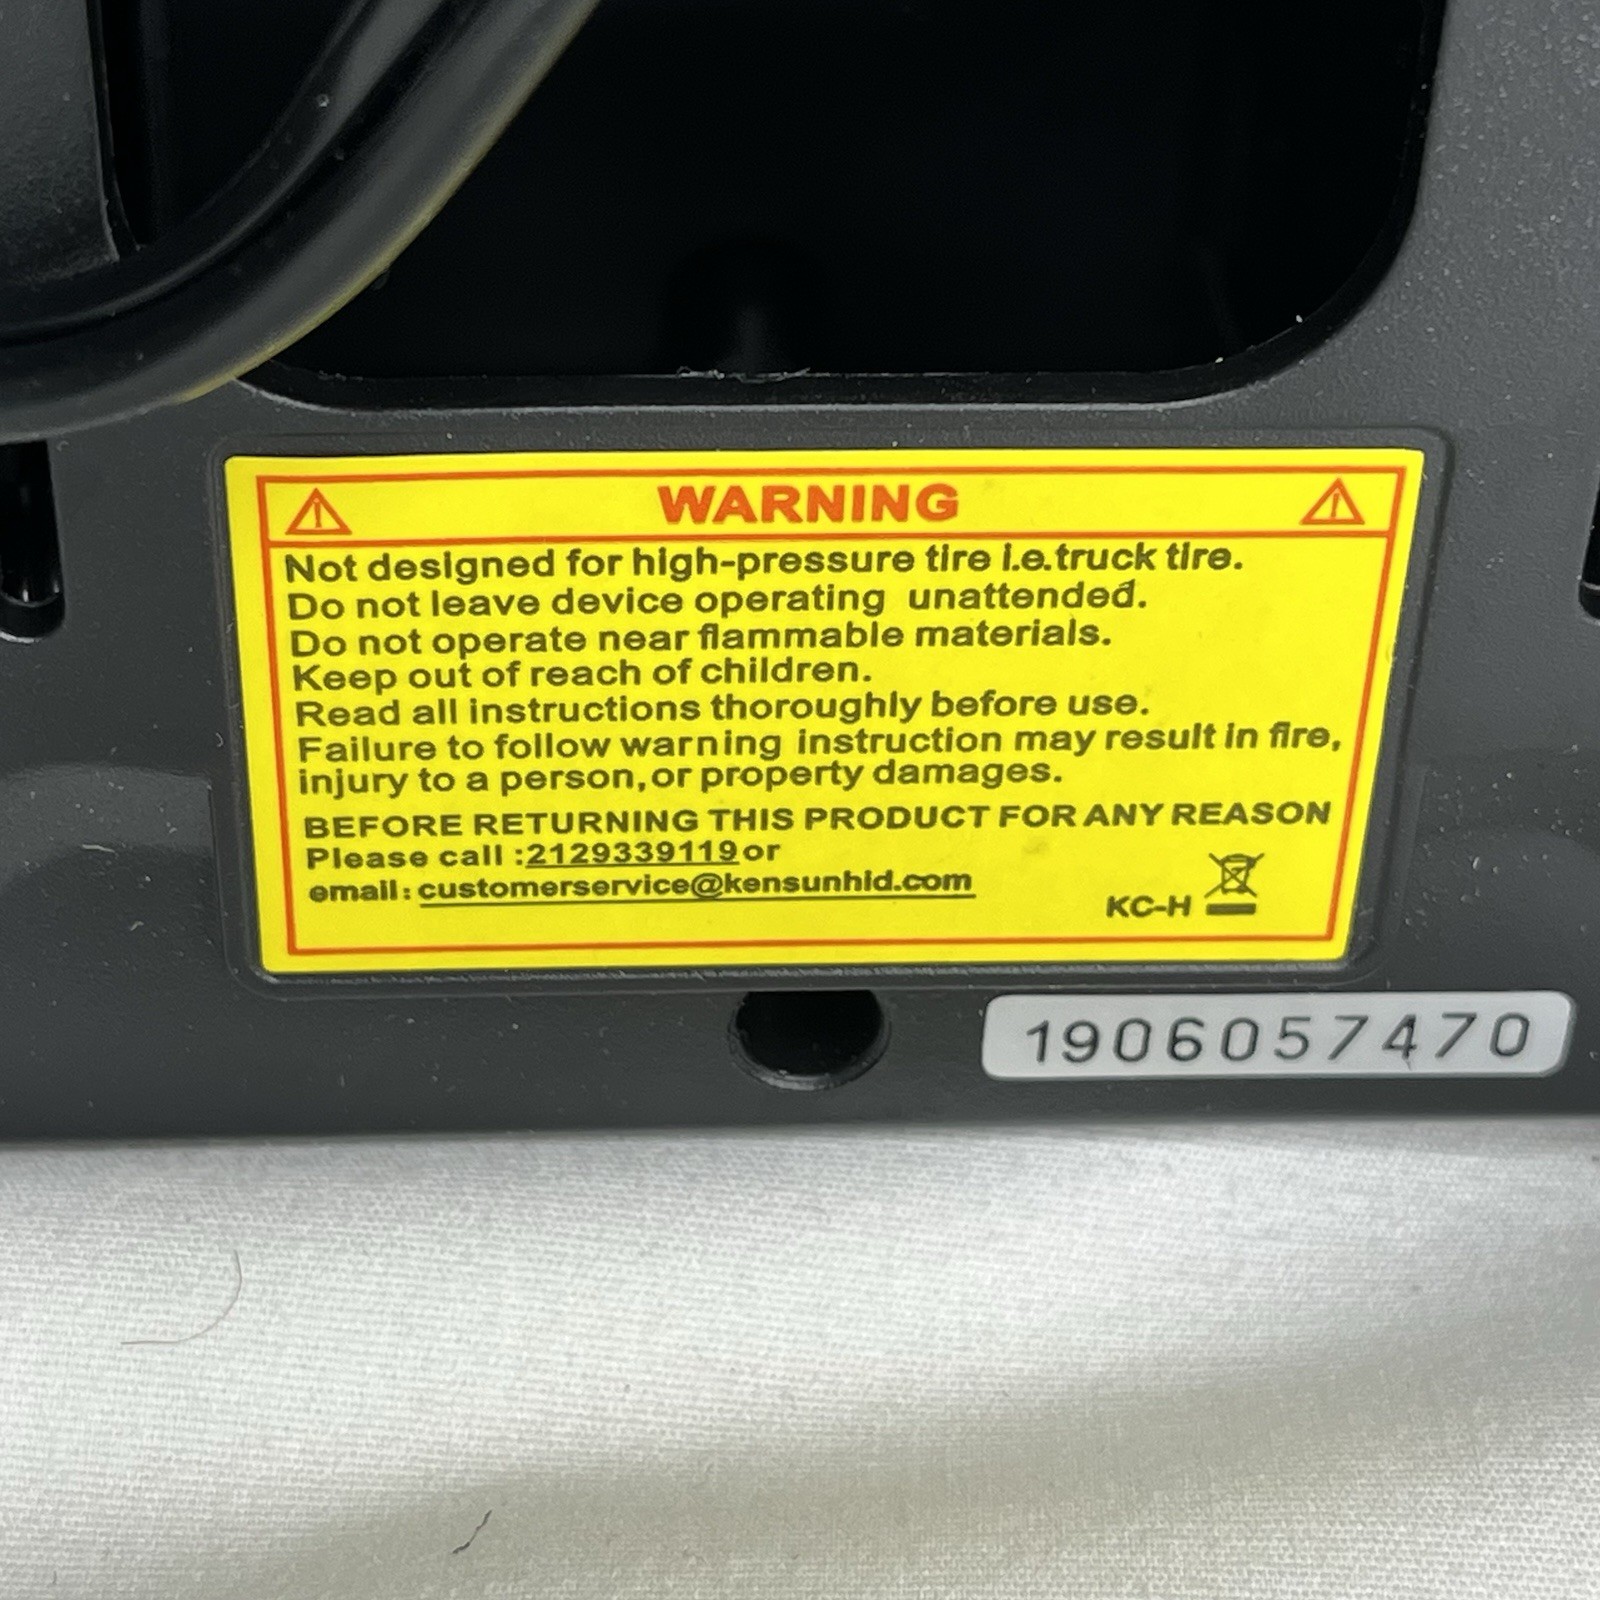 WARNING
Not designed for high-pressure tire i.e.truck tire.
Do not leave device operating unattended.
Do not operate near flammable materials.
Keep out of reach of children.
Read all instructions thoroughly before use.
Failure to follow warning instruction may result in fire,
injury to a person,or property damages.
BEFORE RETURNING THIS PRODUCT FOR ANY REASON
Please call :2129339119or
email: customerservice@kensunhid.com
KC-H
1906057470